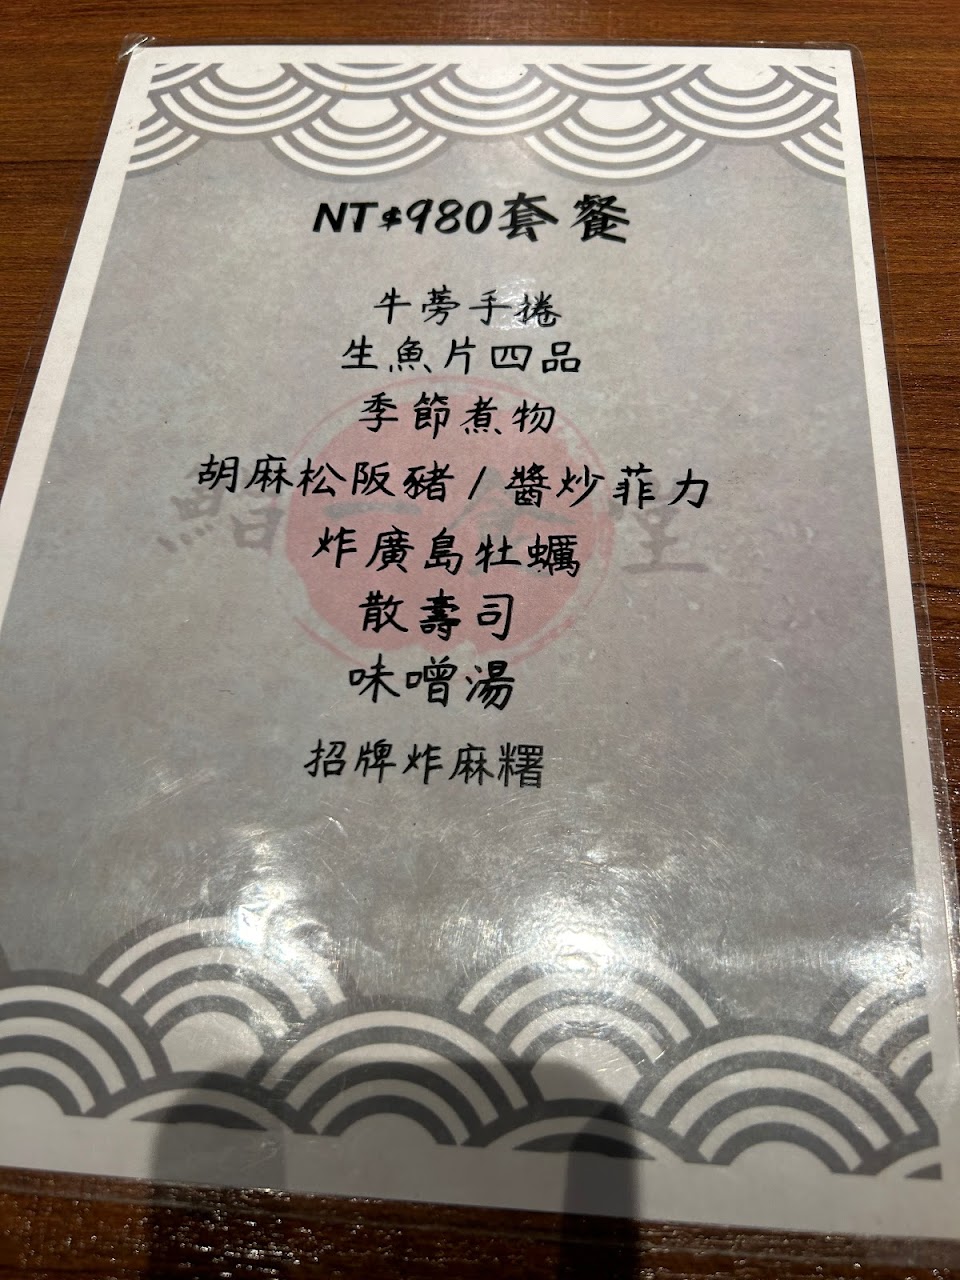 NT$980套餐
牛蒡手捲
生魚片四品
季節煮物
胡麻松阪豬/醬炒菲力
炸廣島牡蠣
散壽司
味噌湯
招牌炸麻糬